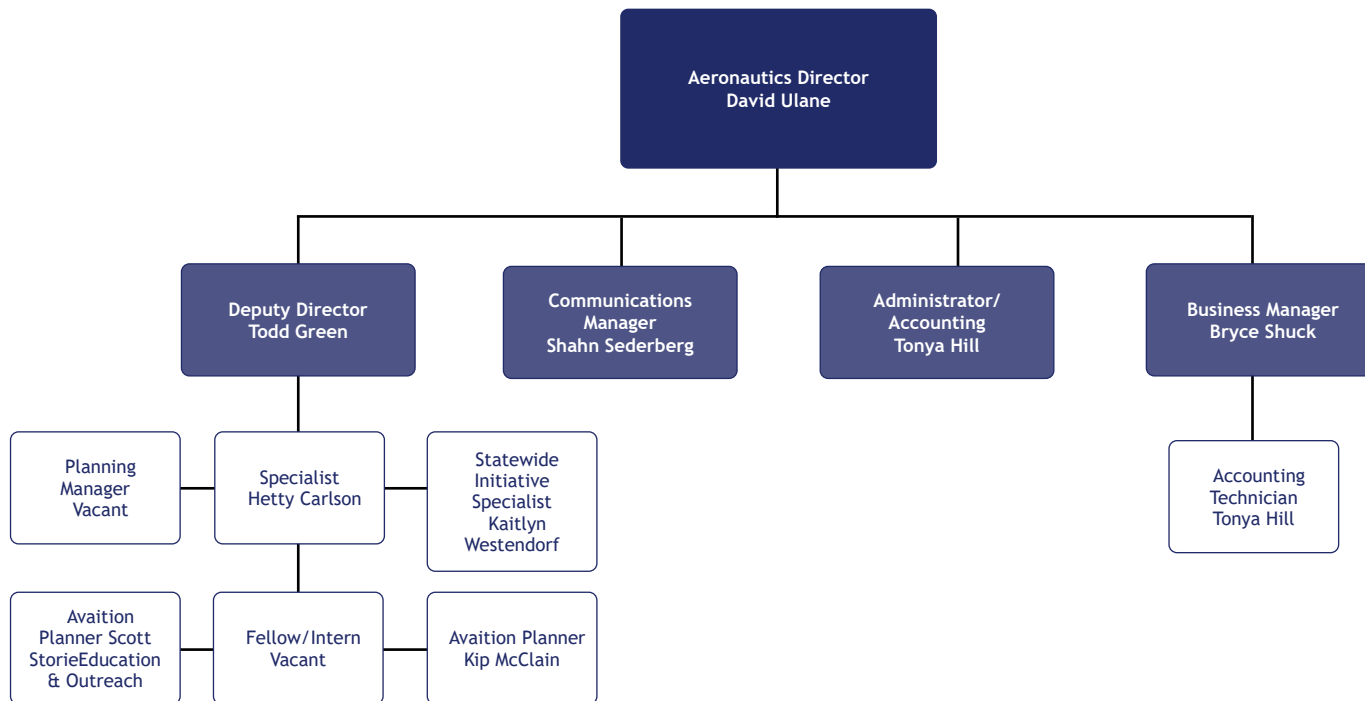 Aeronautics Director
David Ulane
Deputy Director
Todd Green
Communications
Manager
Shahn Sederberg
Administrator/
Accounting
Tonya Hill
Business Manager
Bryce Shuck
Planning
Manager
Vacant
Specialist
Hetty Carlson
Statewide
Initiative
Specialist
Kaitlyn
Westendorf
Accounting
Technician
Tonya Hill
Avaition
Planner Scott
StorieEducation
& Outreach
Fellow/Intern
Vacant
Avaition Planner
Kip McClain